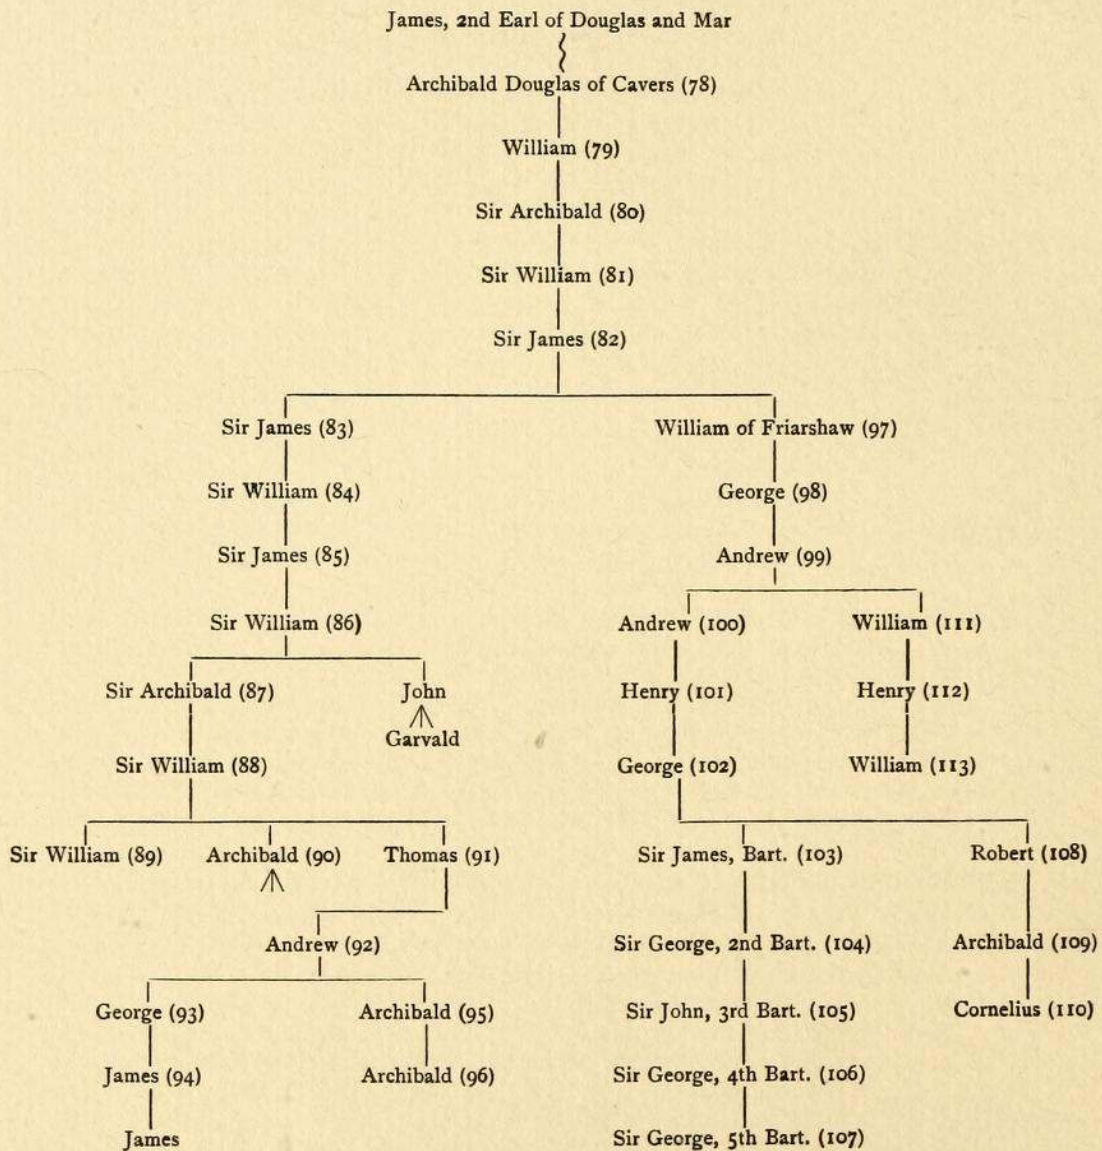 James, 2nd Earl of Douglas and Mar
Archibald Douglas of Cavers (78)
William (79)
Sir Archibald (80)
Sir William (81)
Sir James (82)
Sir James (83) William of Friarshaw (97)
Sir William (84) George (98)
Sir James (85) Andrew (99)
Sir William (86) Andrew (100) William (111)
Sir Archibald (87) John Henry (101) Henry (112)
Garvald
Sir William (88) George (102) William (113)
Sir William (89) Archibald (90) Thomas (91) Sir James, Bart. (103) Robert (108)
Andrew (92) Sir George, 2nd Bart. (104) Archibald (109)
George (93) Archibald (95) Sir John, 3rd Bart. (105) Cornelius (110)
James (94) Archibald (96) Sir George, 4th Bart. (106)
James Sir George, 5th Bart. (107)